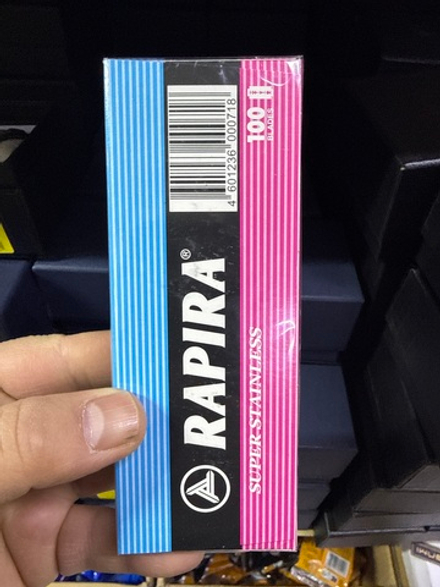 RAPIRA®
SUPER STAINLESS
100
BLADES
4 601236 000718